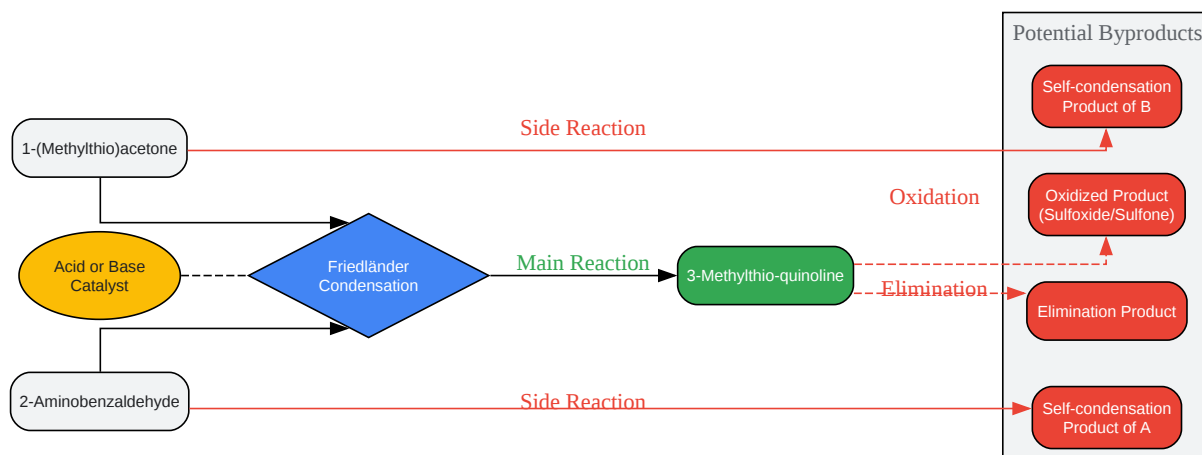 Potential Byproducts
Self-condensation
Product of B
Side Reaction
1-(Methylthio)acetone
Oxidation
Oxidized Product
(Sulfoxide/Sulfone)
Acid or Base
Catalyst
Friedländer
Condensation
Main Reaction
3-Methylthio-quinoline
Elimination
Elimination Product
2-Aminobenzaldehyde
Side Reaction
Self-condensation
Product of A